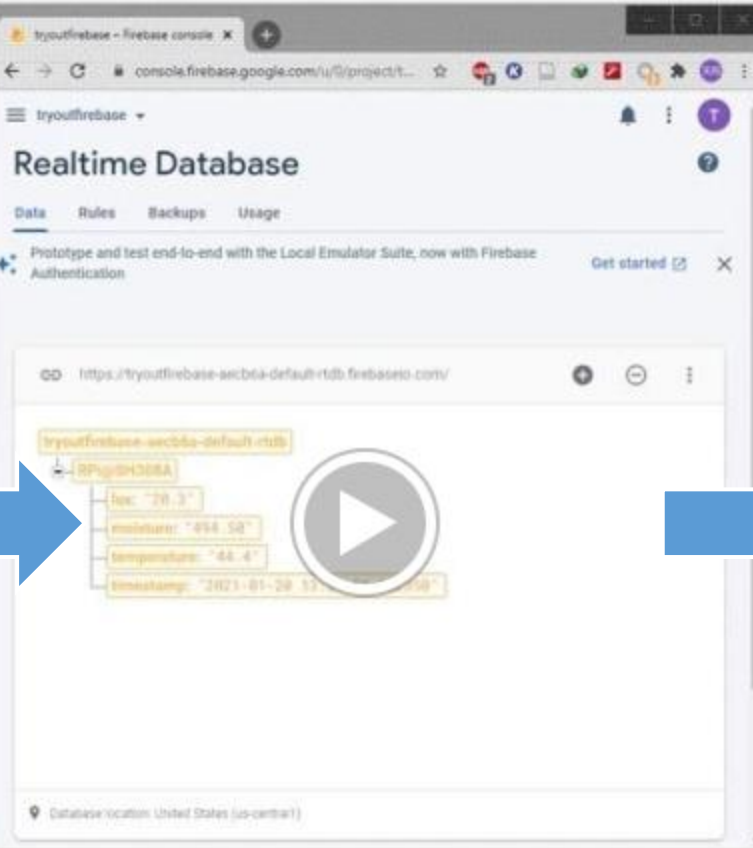 tryoutfirebase - Firebase console
console.firebase.google.com/u/0/project/t...
tryoutfirebase
T
Realtime Database
Data Rules Backups Usage
Prototype and test end-to-end with the Local Emulator Suite, now with Firebase
Authentication
Get started
https://tryoutfirebase-aecb6a-default-rtdb.firebaseio.com/
tryoutfirebase-aecb6a-default-rtdb
lux: "20.3"
moisture: "494.50"
temperature: "44.4"
timestamp: "2021-01-20
Database location: United States (us-central1)